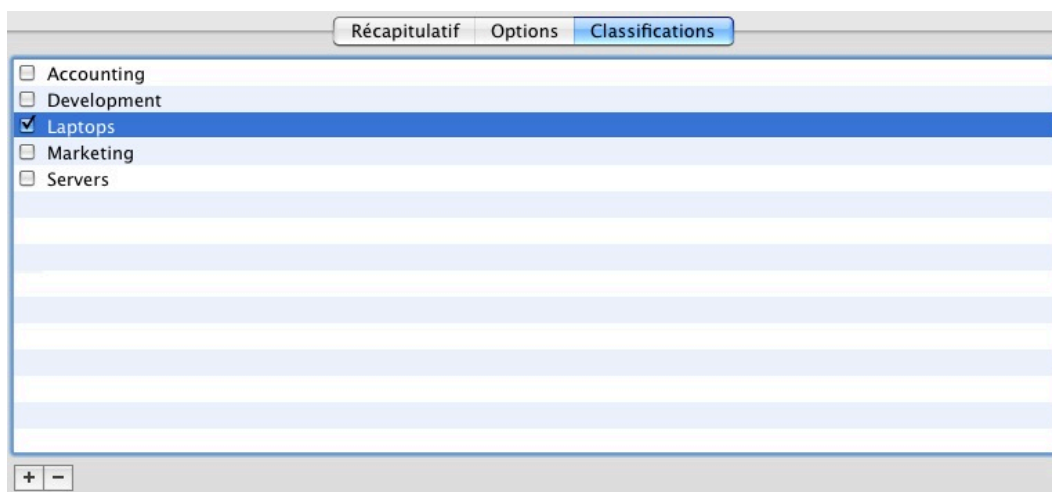 Récapitulatif Options Classifications
Accounting
Development
Laptops
Marketing
Servers
+ −